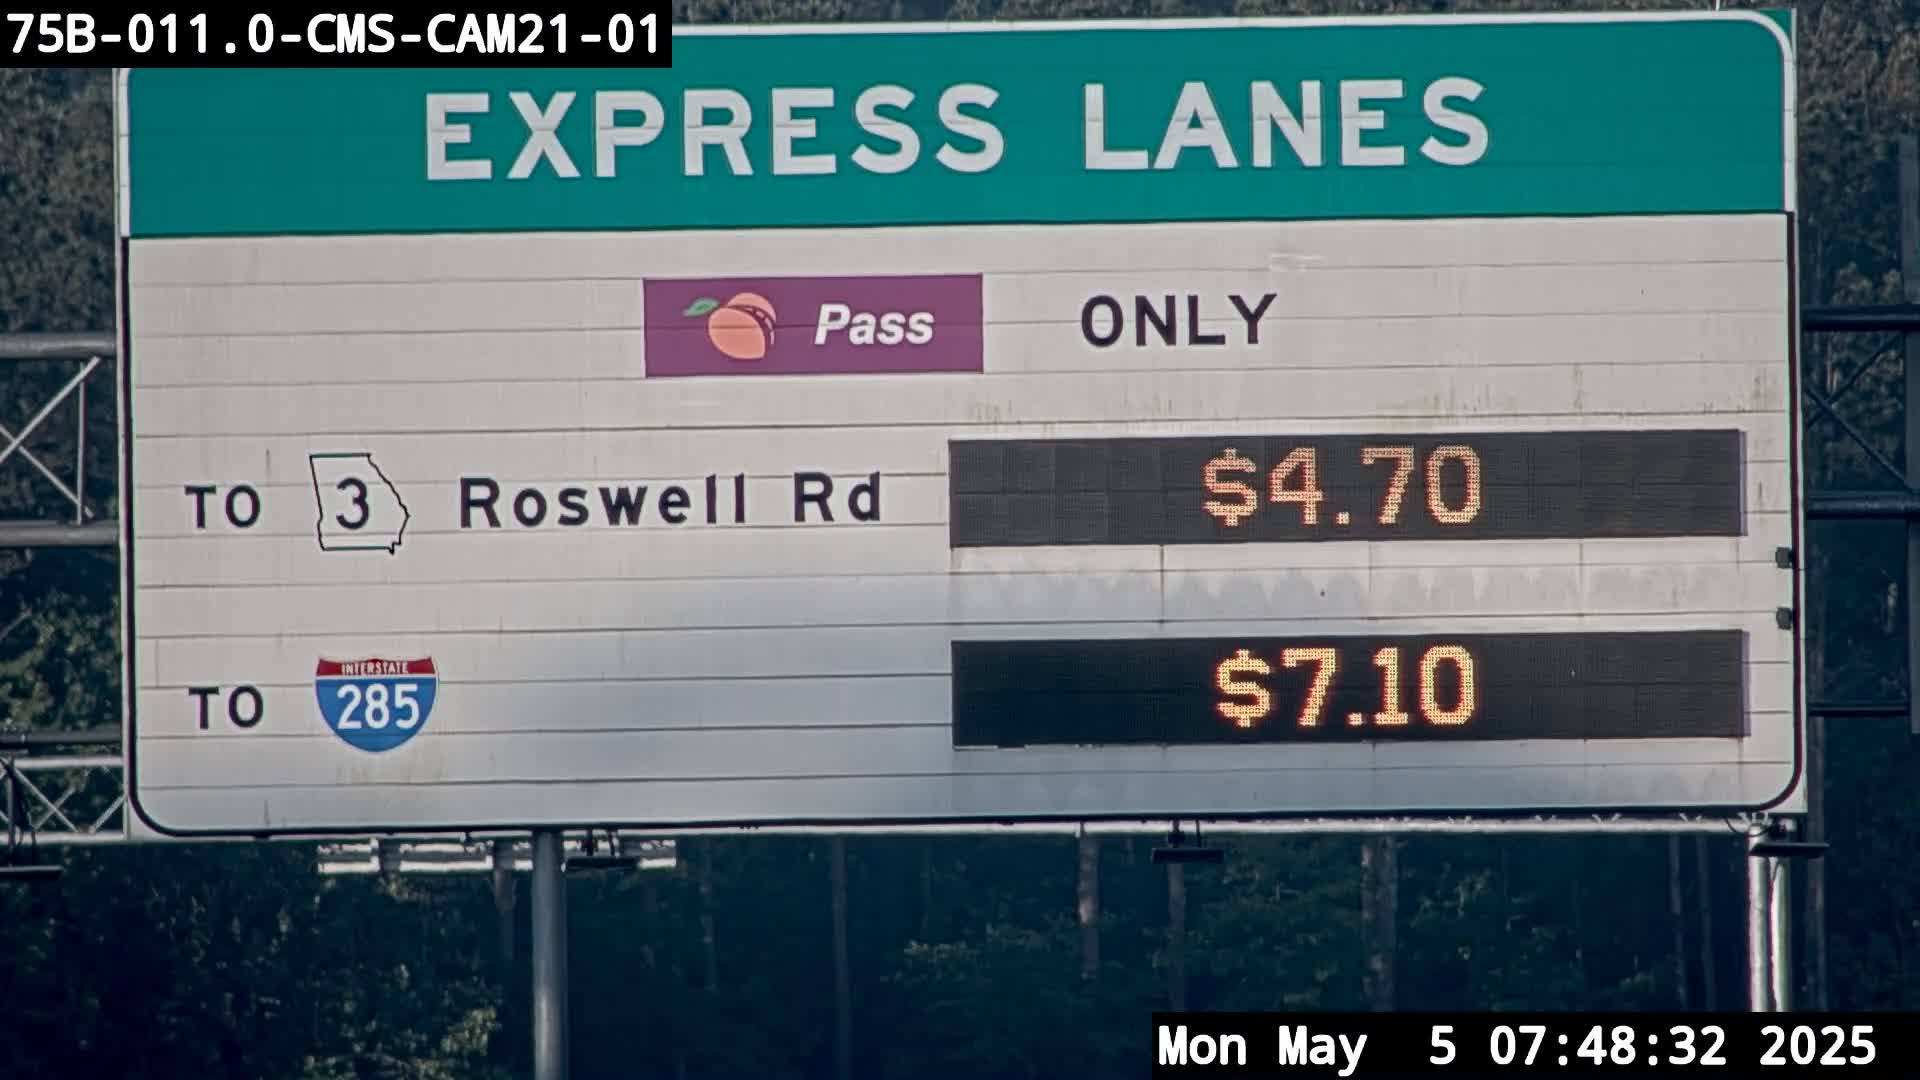 75B-011.0-CMS-CAM21-01
EXPRESS LANES
Pass ONLY
TO 3 Roswell Rd $4.70
TO INTERSTATE 285 $7.10
Mon May 5 07:48:32 2025